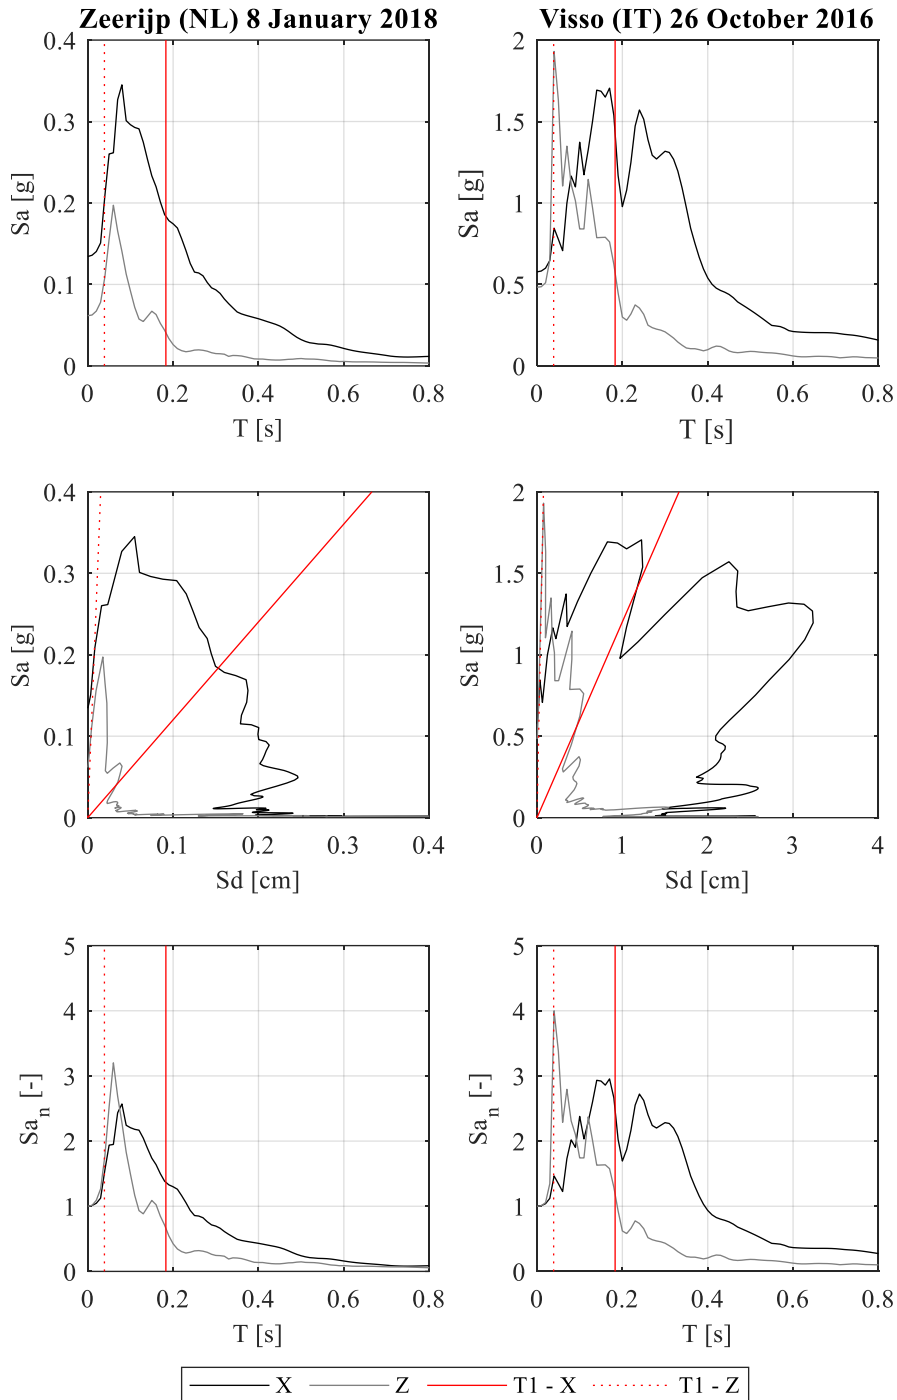 Zeerijp (NL) 8 January 2018
0.4
0.3
0.2
0.1
0
Sa [g]
0 0.2 0.4 0.6 0.8
T [s]
Visso (IT) 26 October 2016
2
1.5
1
0.5
0
Sa [g]
0 0.2 0.4 0.6 0.8
T [s]
0.4
0.3
0.2
0.1
0
Sa [g]
0 0.1 0.2 0.3 0.4
Sd [cm]
2
1.5
1
0.5
0
Sa [g]
0 1 2 3 4
Sd [cm]
5
4
3
2
1
0
Sa_n [-]
0 0.2 0.4 0.6 0.8
T [s]
5
4
3
2
1
0
Sa_n [-]
0 0.2 0.4 0.6 0.8
T [s]
X Z T1 - X T1 - Z